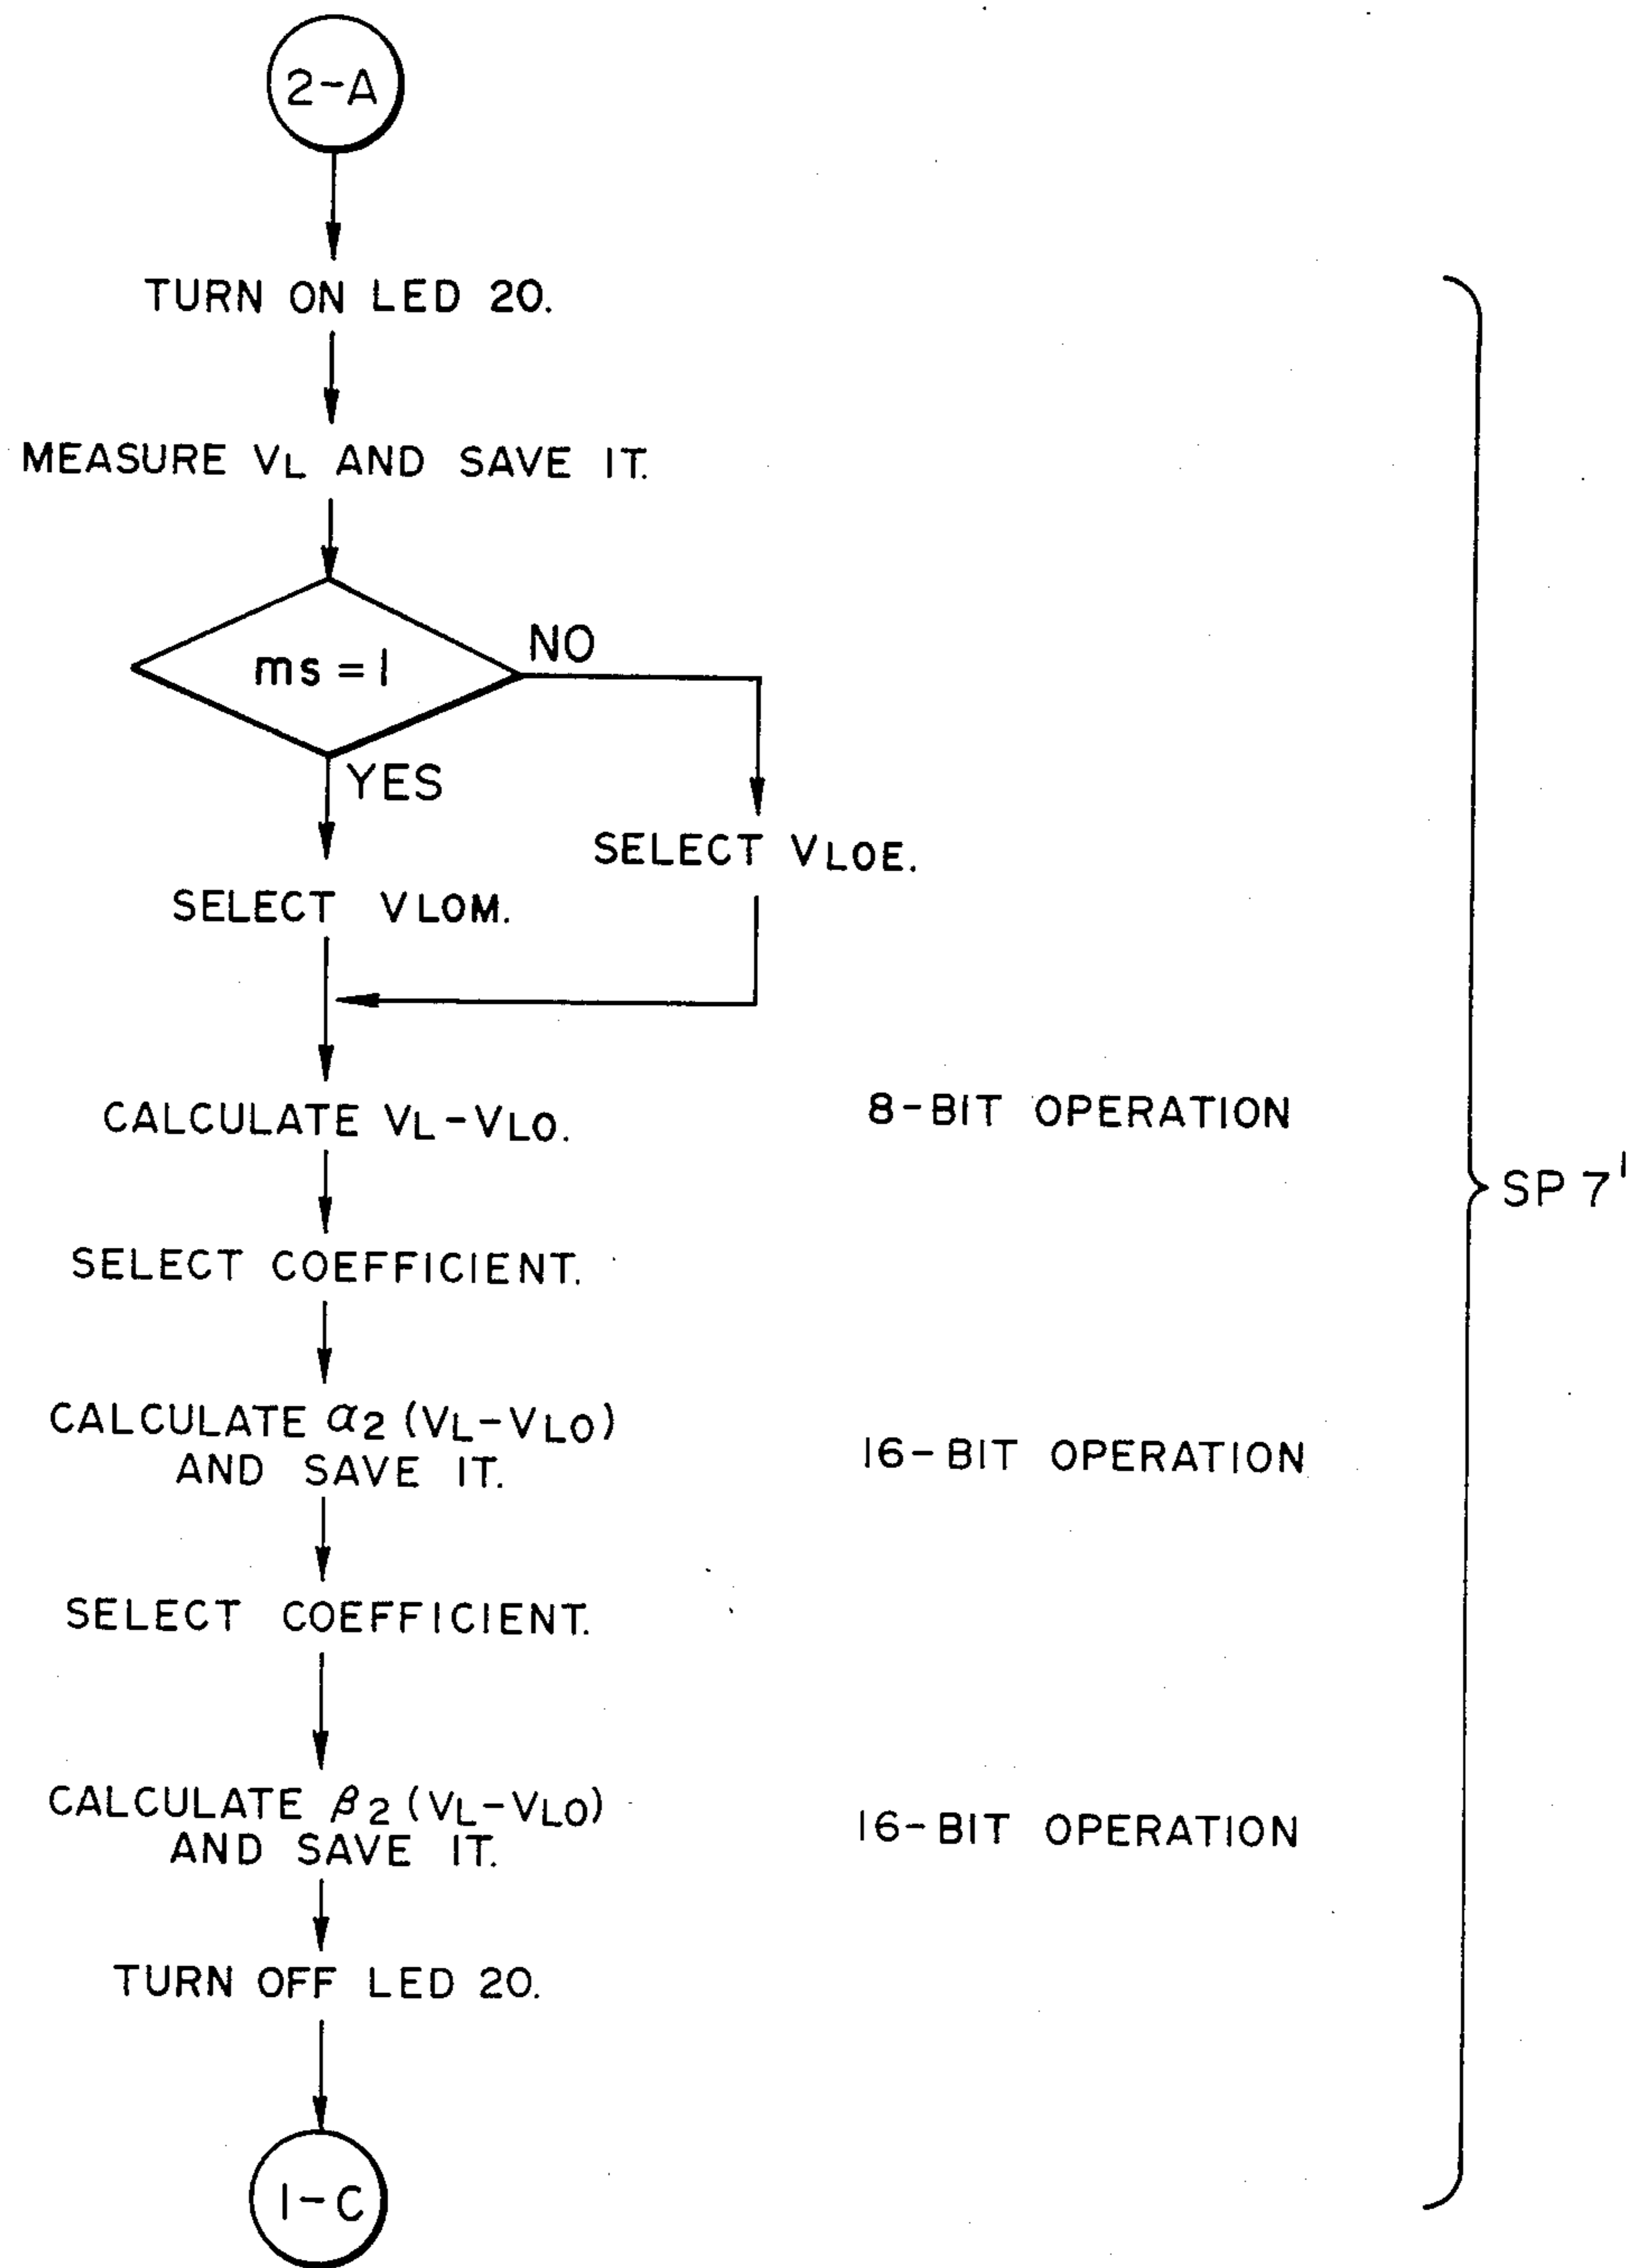 2-A
TURN ON LED 20.
MEASURE VL AND SAVE IT.
ms = 1
NO
YES
SELECT VLOE.
SELECT VLOM.
CALCULATE VL-VLO.
8-BIT OPERATION
SP 7'
SELECT COEFFICIENT.
CALCULATE α2 (VL-VLO)
AND SAVE IT.
16-BIT OPERATION
SELECT COEFFICIENT.
CALCULATE β2 (VL-VLO)
AND SAVE IT.
16-BIT OPERATION
TURN OFF LED 20.
1-C